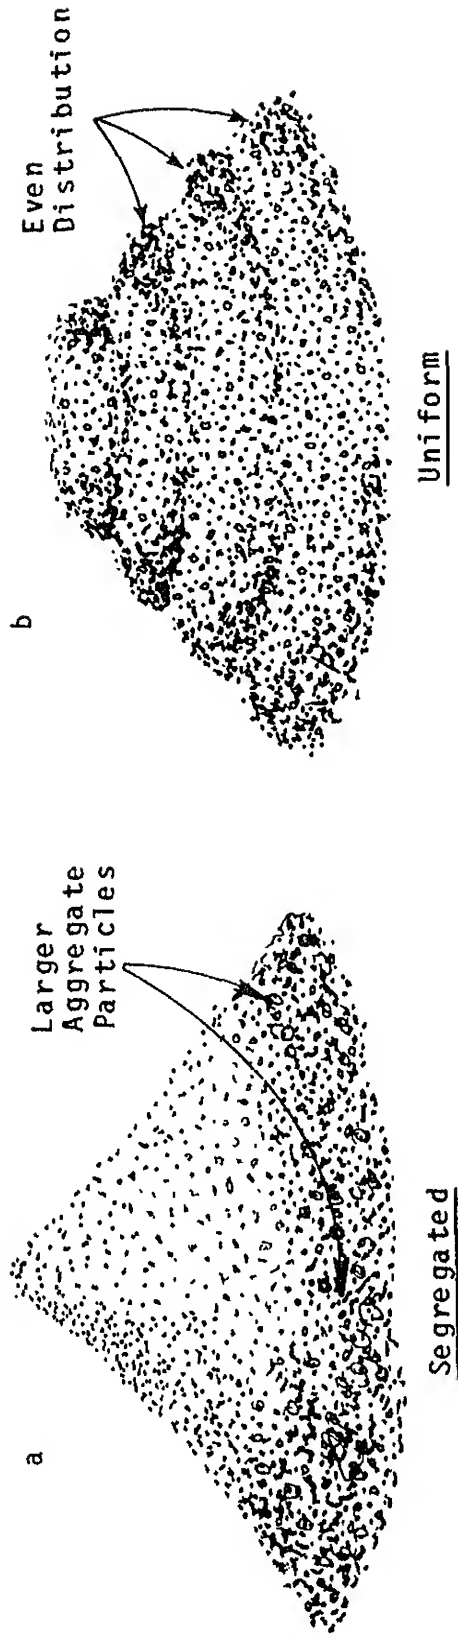 a
Larger
Aggregate
Particles
Segregated
b
Even
Distribution
Uniform